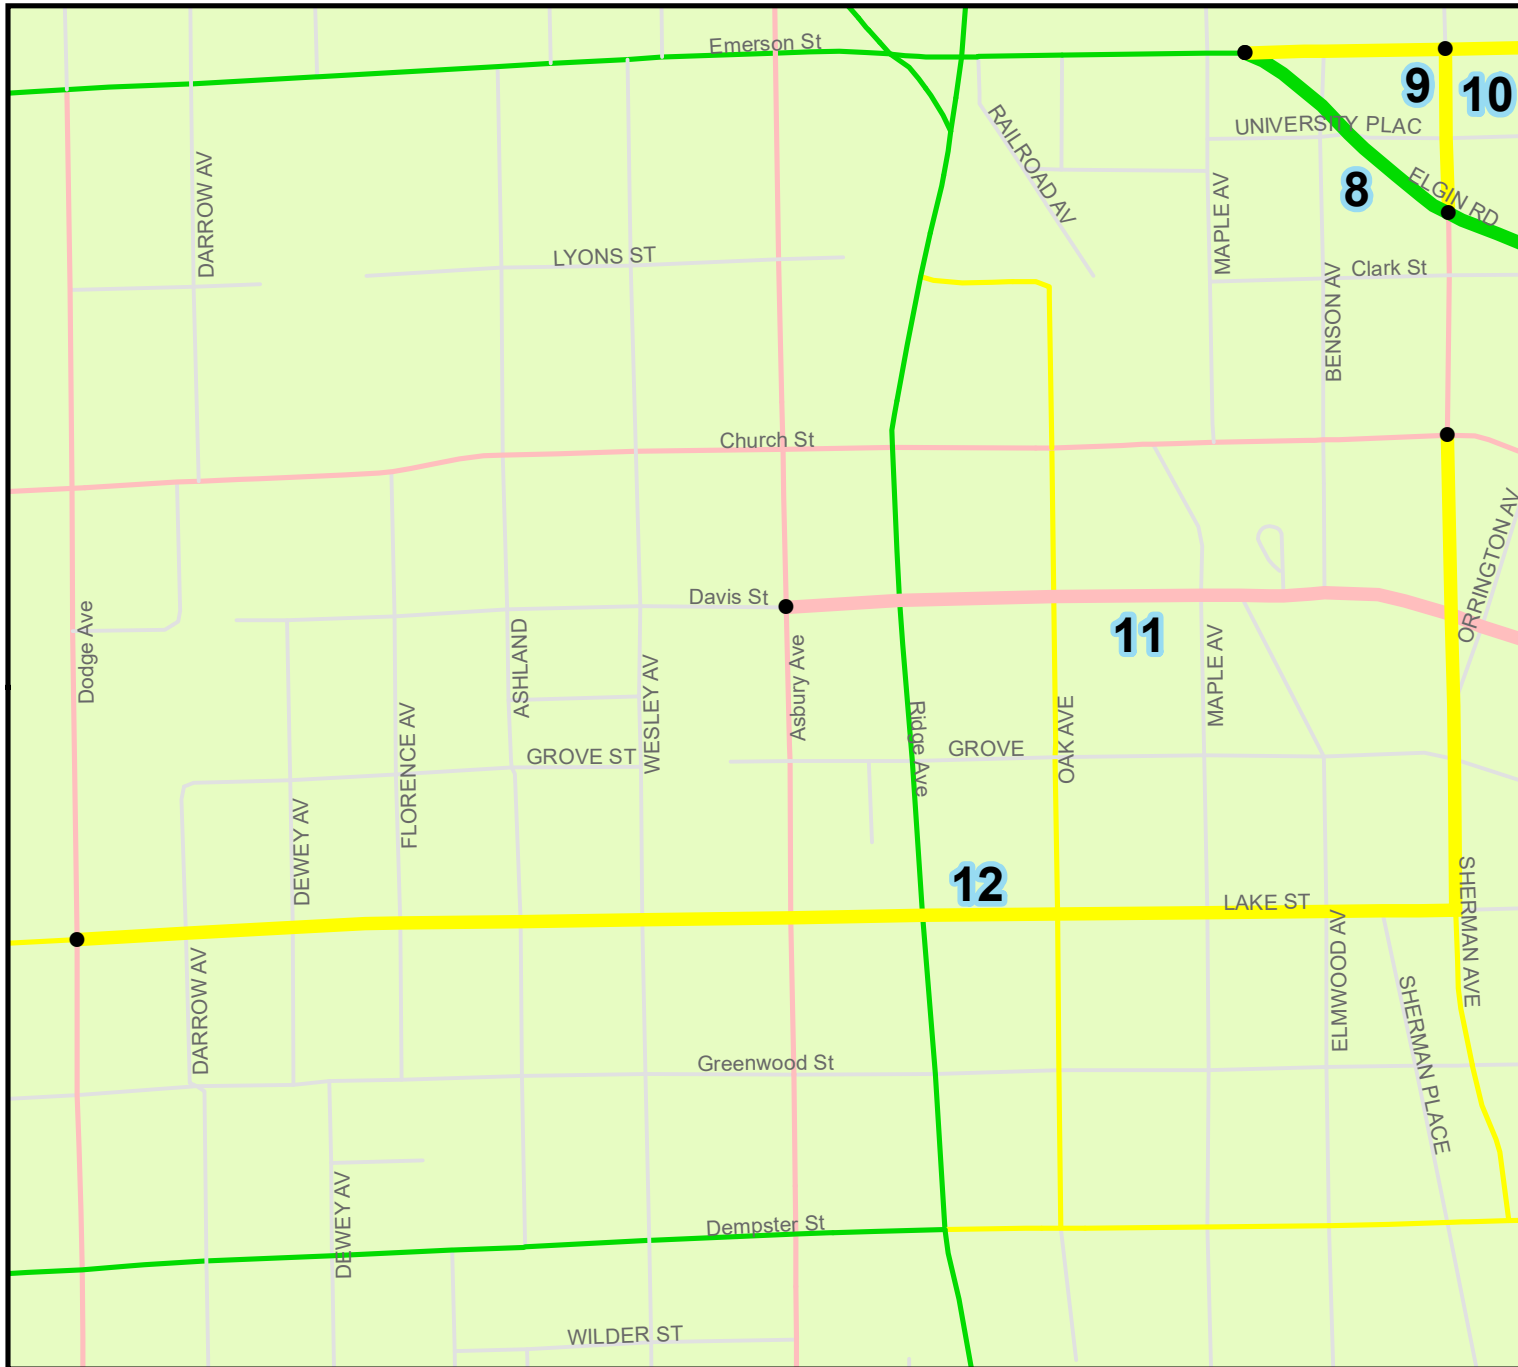 Emerson St
9
10
UNIVERSITY PLAC
RAILROAD AV
DARROW AV
MAPLE AV
8
ELGIN RD
LYONS ST
Clark St
BENSON AV
Church St
ORRINGTON AV
Davis St
11
Dodge Ave
ASHLAND
WESLEY AV
Asbury Ave
Ridge Ave
MAPLE AV
OAK AVE
GROVE ST
GROVE
FLORENCE AV
DEWEY AV
12
LAKE ST
SHERMAN AVE
ELMWOOD AV
DARROW AV
SHERMAN PLACE
Greenwood St
DEWEY AV
Dempster St
WILDER ST